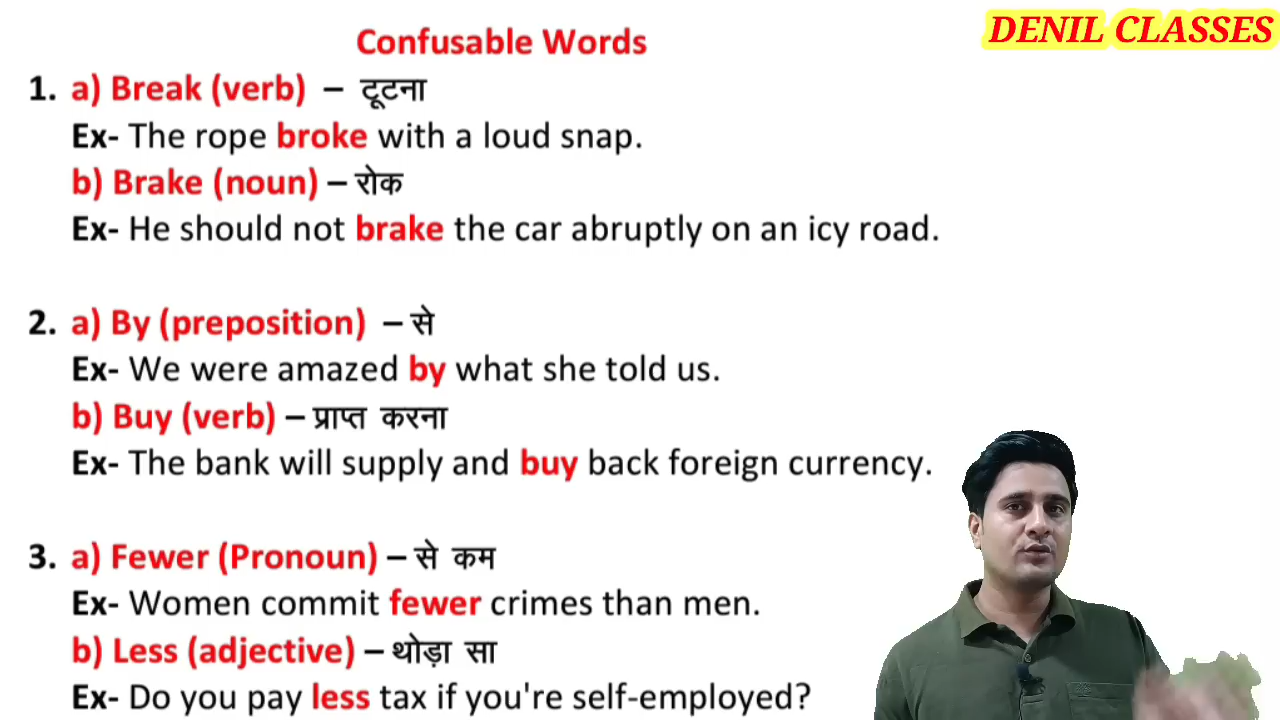 DENIL CLASSES
Confusable Words
1. a) Break (verb) – टूटना
Ex- The rope broke with a loud snap.
b) Brake (noun) – रोक
Ex- He should not brake the car abruptly on an icy road.
2. a) By (preposition) – से
Ex- We were amazed by what she told us.
b) Buy (verb) – प्राप्त करना
Ex- The bank will supply and buy back foreign currency.
3. a) Fewer (Pronoun) – से कम
Ex- Women commit fewer crimes than men.
b) Less (adjective) – थोड़ा सा
Ex- Do you pay less tax if you're self-employed?